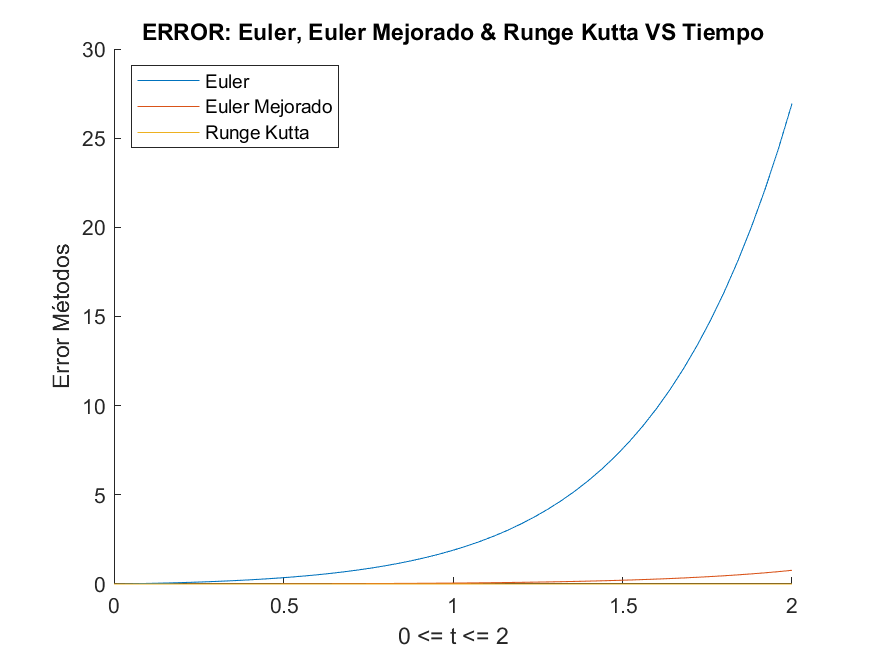 ERROR: Euler, Euler Mejorado & Runge Kutta VS Tiempo
30
25
20
15
10
5
0
Error Métodos
Euler
Euler Mejorado
Runge Kutta
0 0.5 1 1.5 2
0 <= t <= 2